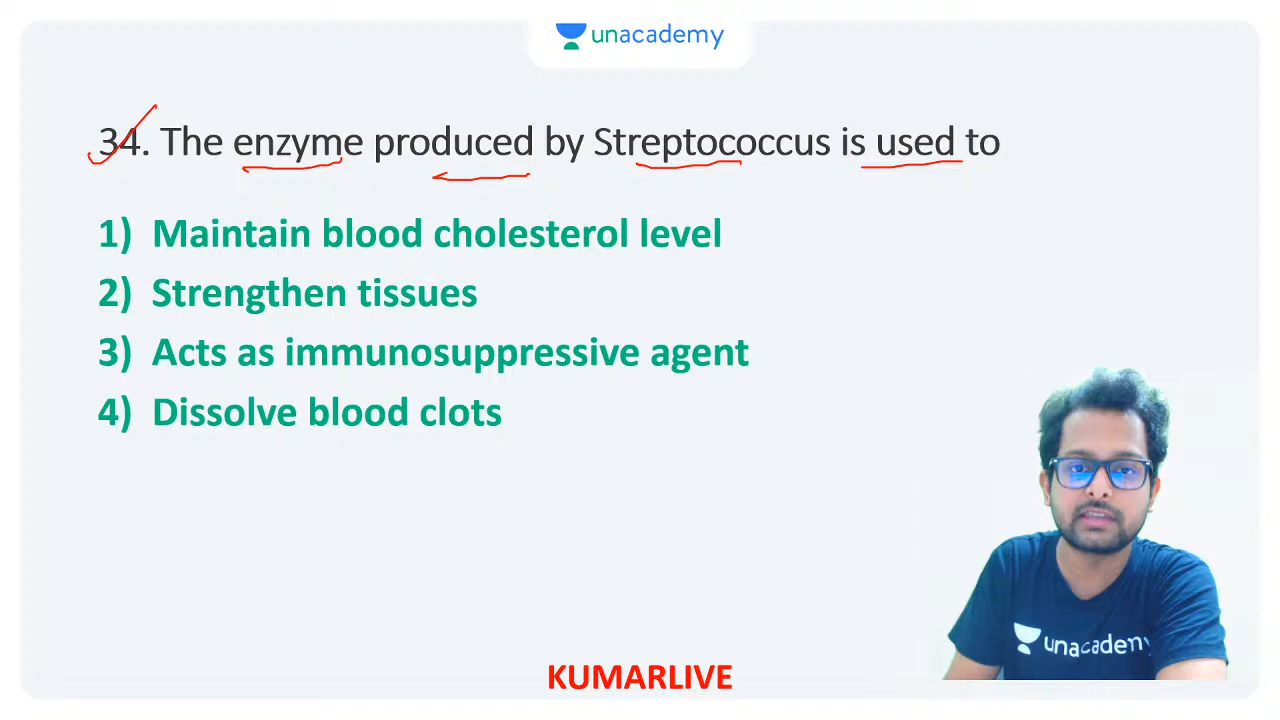 unacademy
34. The enzyme produced by Streptococcus is used to
1) Maintain blood cholesterol level
2) Strengthen tissues
3) Acts as immunosuppressive agent
4) Dissolve blood clots
unacademy
KUMARLIVE